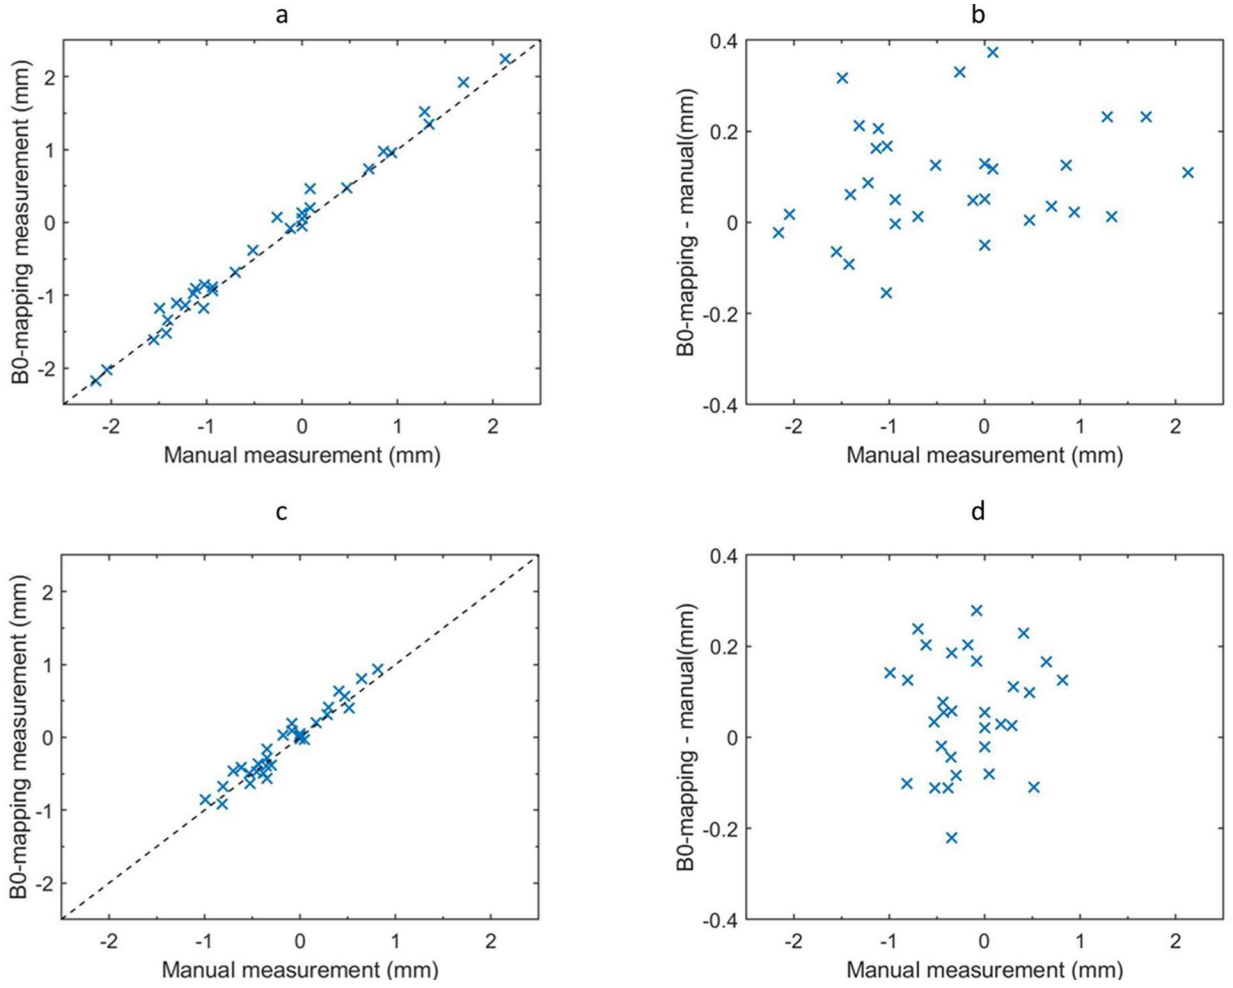 a
B0-mapping measurement (mm)
2
1
0
-1
-2
-2 -1 0 1 2
Manual measurement (mm)
b
B0-mapping - manual(mm)
0.4
0.2
0
-0.2
-0.4
-2 -1 0 1 2
Manual measurement (mm)
c
B0-mapping measurement (mm)
2
1
0
-1
-2
-2 -1 0 1 2
Manual measurement (mm)
d
B0-mapping - manual(mm)
0.4
0.2
0
-0.2
-0.4
-2 -1 0 1 2
Manual measurement (mm)